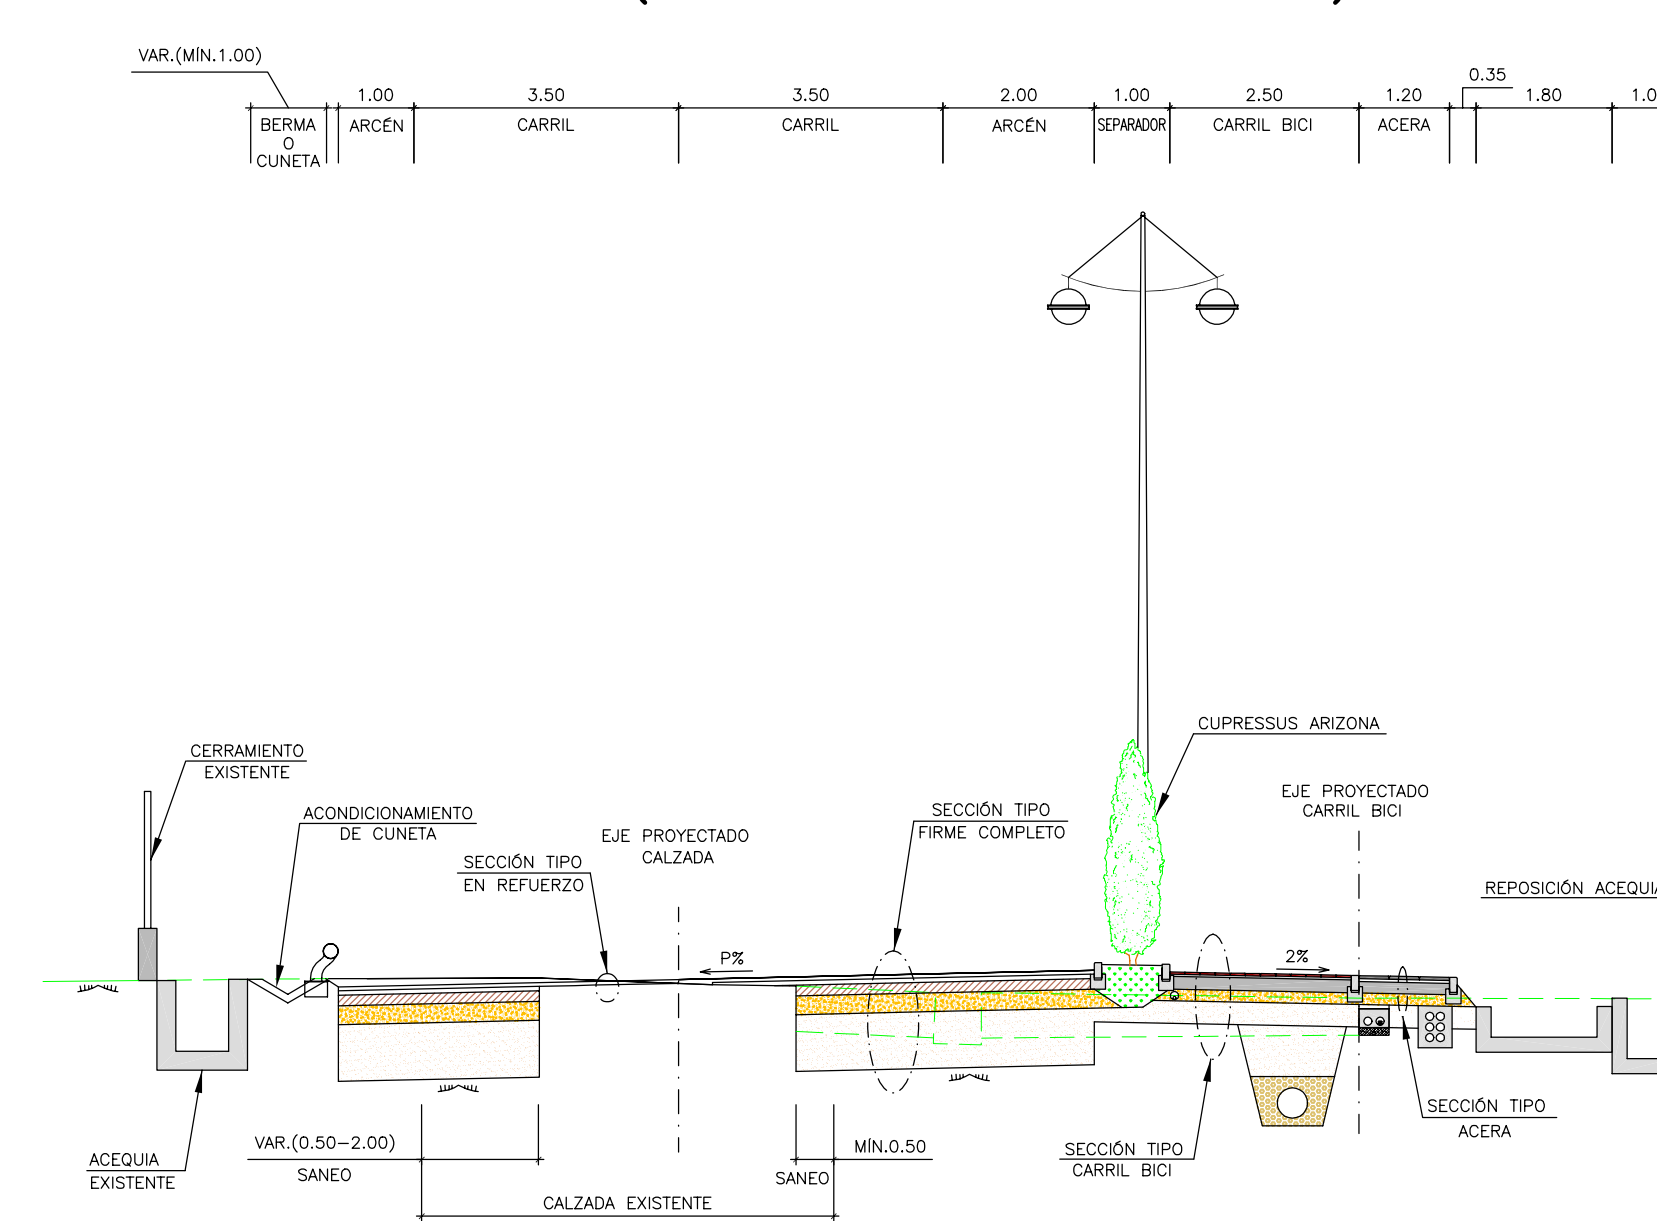 VAR.(MÍN.1.00)
0.35
1.00
3.50
3.50
2.00
1.00
2.50
1.20
1.80
BERMA
O
CUNETA
ARCÉN
CARRIL
CARRIL
ARCÉN
SEPARADOR
CARRIL BICI
ACERA
CUPRESSUS ARIZONA
CERRAMIENTO
EXISTENTE
ACONDICIONAMIENTO
DE CUNETA
SECCIÓN TIPO
EN REFUERZO
EJE PROYECTADO
CALZADA
SECCIÓN TIPO
FIRME COMPLETO
EJE PROYECTADO
CARRIL BICI
REPOSICIÓN ACEQUIA
P%
2%
VAR.(0.50-2.00)
SANEO
MÍN.0.50
SANEO
CALZADA EXISTENTE
ACEQUIA
EXISTENTE
SECCIÓN TIPO
CARRIL BICI
SECCIÓN TIPO
ACERA